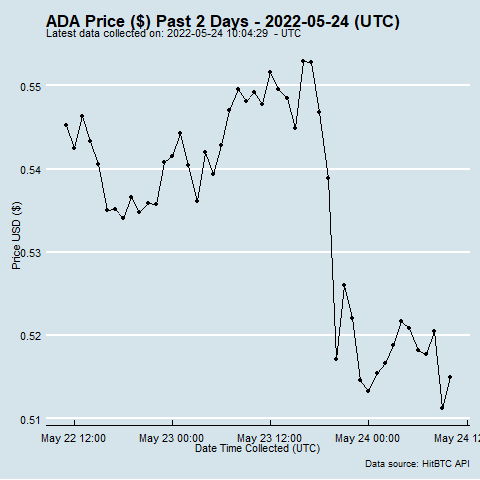 ADA Price ($) Past 2 Days - 2022-05-24 (UTC)
Latest data collected on: 2022-05-24 10:04:29 - UTC
0.55
0.54
0.53
0.52
0.51
Price USD ($)
May 22 12:00
May 23 00:00
May 23 12:00
May 24 00:00
May 24 12
Date Time Collected (UTC)
Data source: HitBTC API